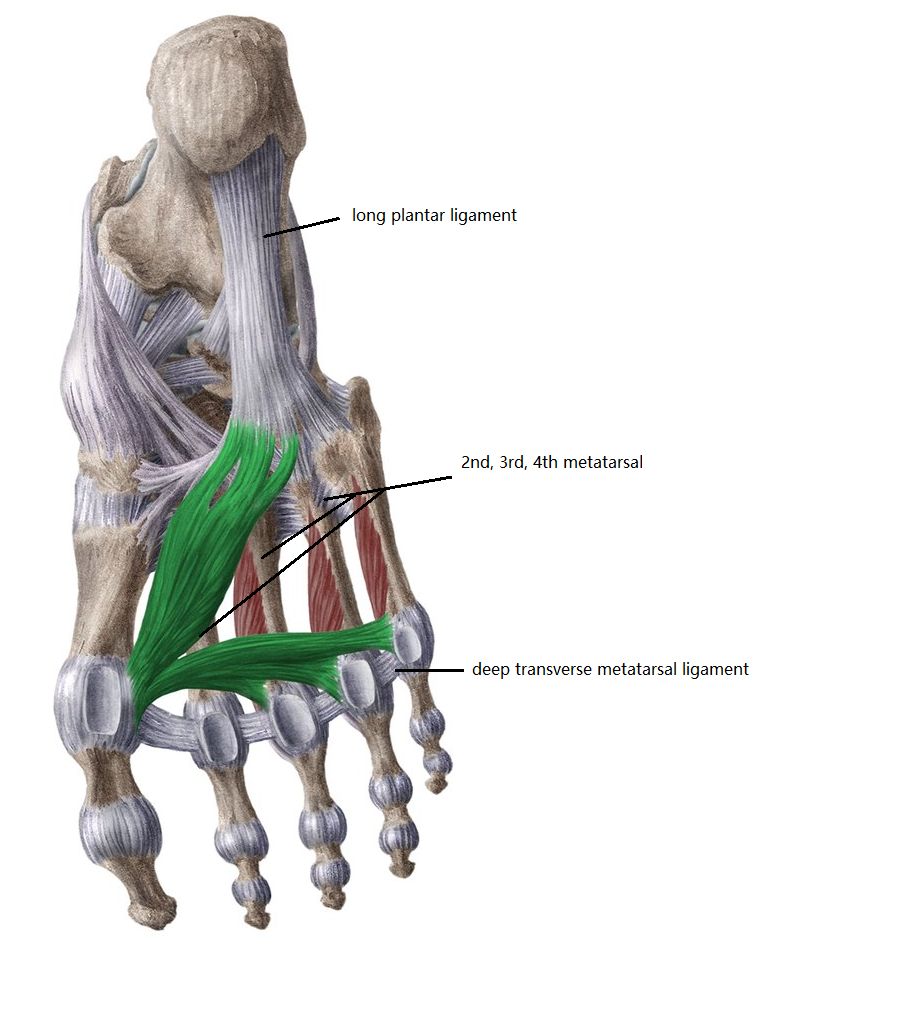 long plantar ligament
2nd, 3rd, 4th metatarsal
deep transverse metatarsal ligament